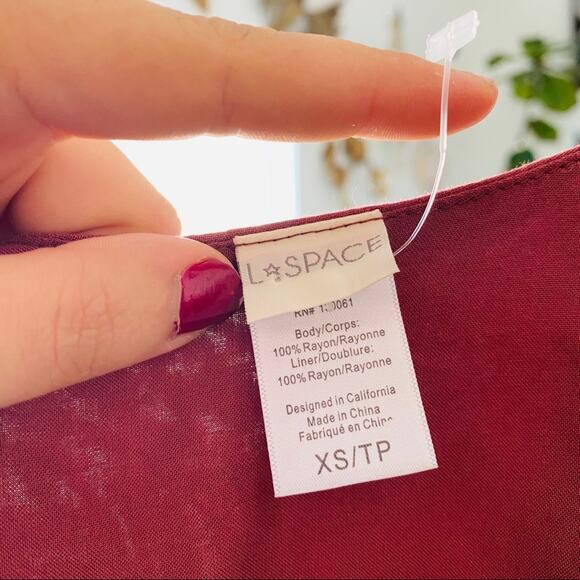 L☆SPACE
RN#
Body/Corps:
100% Rayon/Rayonne
Liner/Doublure:
100% Rayon/Rayonne
Designed in California
Made in China
Fabriqué en Chine
XS/TP